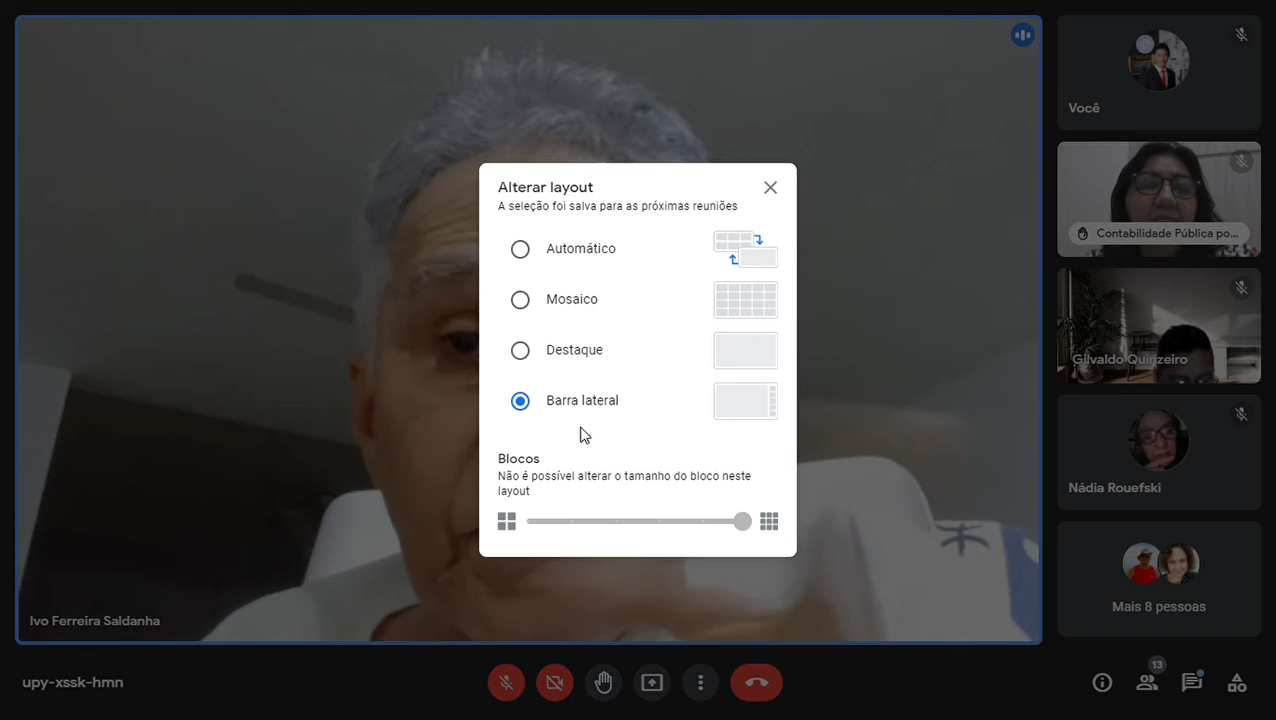 Alterar layout
A seleção foi salva para as próximas reuniões
Automático
Mosaico
Destaque
Barra lateral
Blocos
Não é possível alterar o tamanho do bloco neste
layout
Ivo Ferreira Saldanha
Você
Contabilidade Pública po...
Gilvaldo Quinzeiro
Nádia Rouefski
Mais 8 pessoas
upy-xssk-hmn
13